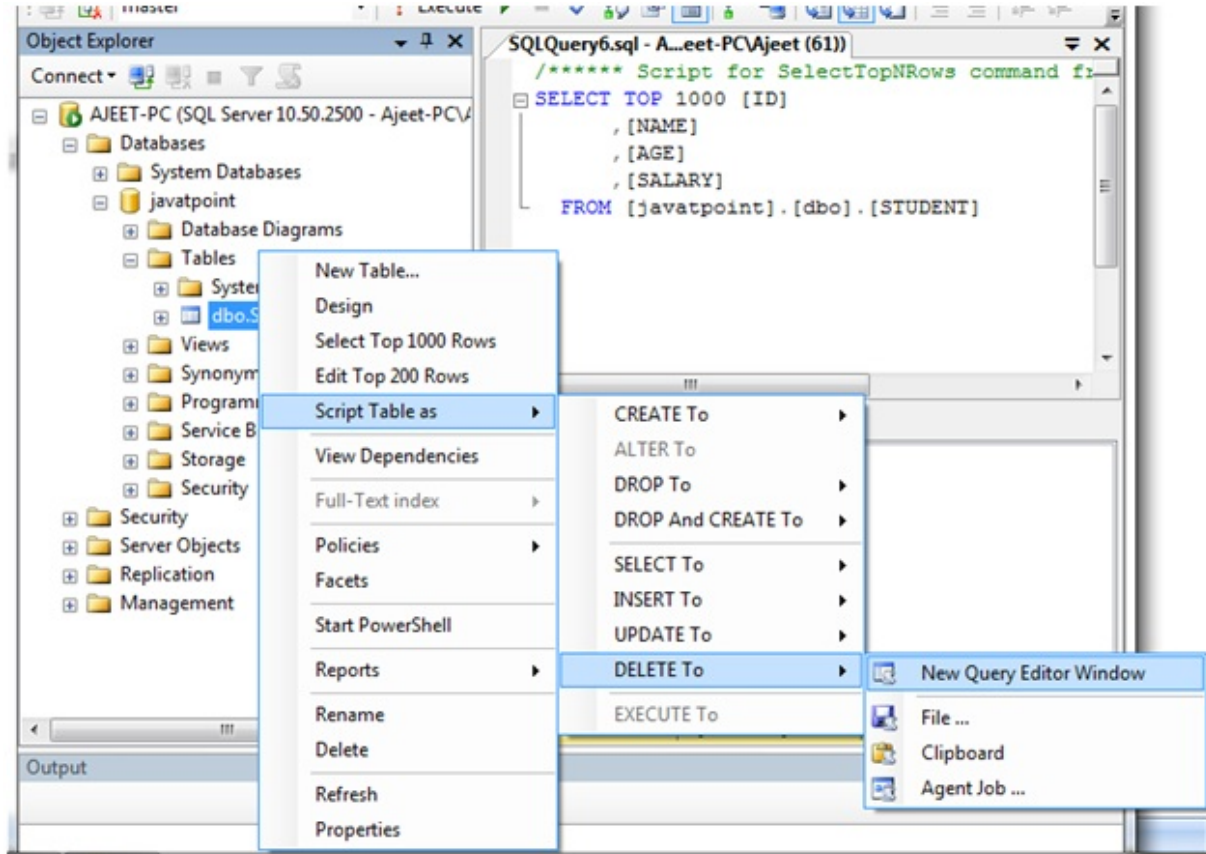 master
Execute
Object Explorer
SQLQuery6.sql - A...eet-PC\Ajeet (61))
Connect
/****** Script for SelectTopNRows command fr
SELECT TOP 1000 [ID]
,[NAME]
,[AGE]
,[SALARY]
FROM [javatpoint].[dbo].[STUDENT]
AJEET-PC (SQL Server 10.50.2500 - Ajeet-PC\A
Databases
System Databases
javatpoint
Database Diagrams
Tables
Syste
dbo.S
Views
Synonym
Program
Service B
Storage
Security
Security
Server Objects
Replication
Management
New Table...
Design
Select Top 1000 Rows
Edit Top 200 Rows
Script Table as
View Dependencies
Full-Text index
Policies
Facets
Start PowerShell
Reports
Rename
Delete
Refresh
Properties
CREATE To
ALTER To
DROP To
DROP And CREATE To
SELECT To
INSERT To
UPDATE To
DELETE To
EXECUTE To
New Query Editor Window
File ...
Clipboard
Agent Job ...
Output